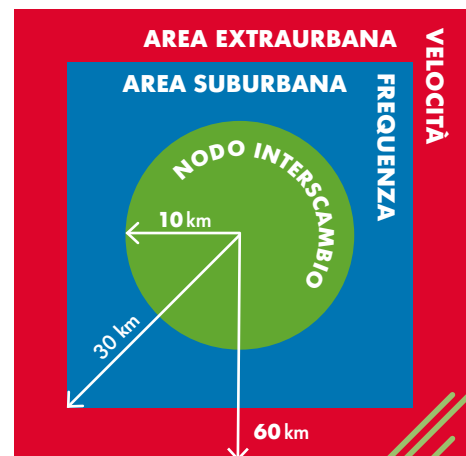 AREA EXTRAURBANA
VELOCITÀ
AREA SUBURBANA
FREQUENZA
NODO INTERSCAMBIO
10 km
30 km
60 km